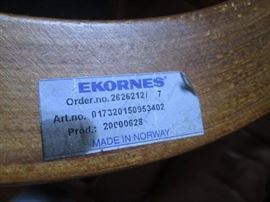 EKORNES®
Order.no. 2626212/ 7
Art.no. 017320150953402
Prod.: 20000628
MADE IN NORWAY